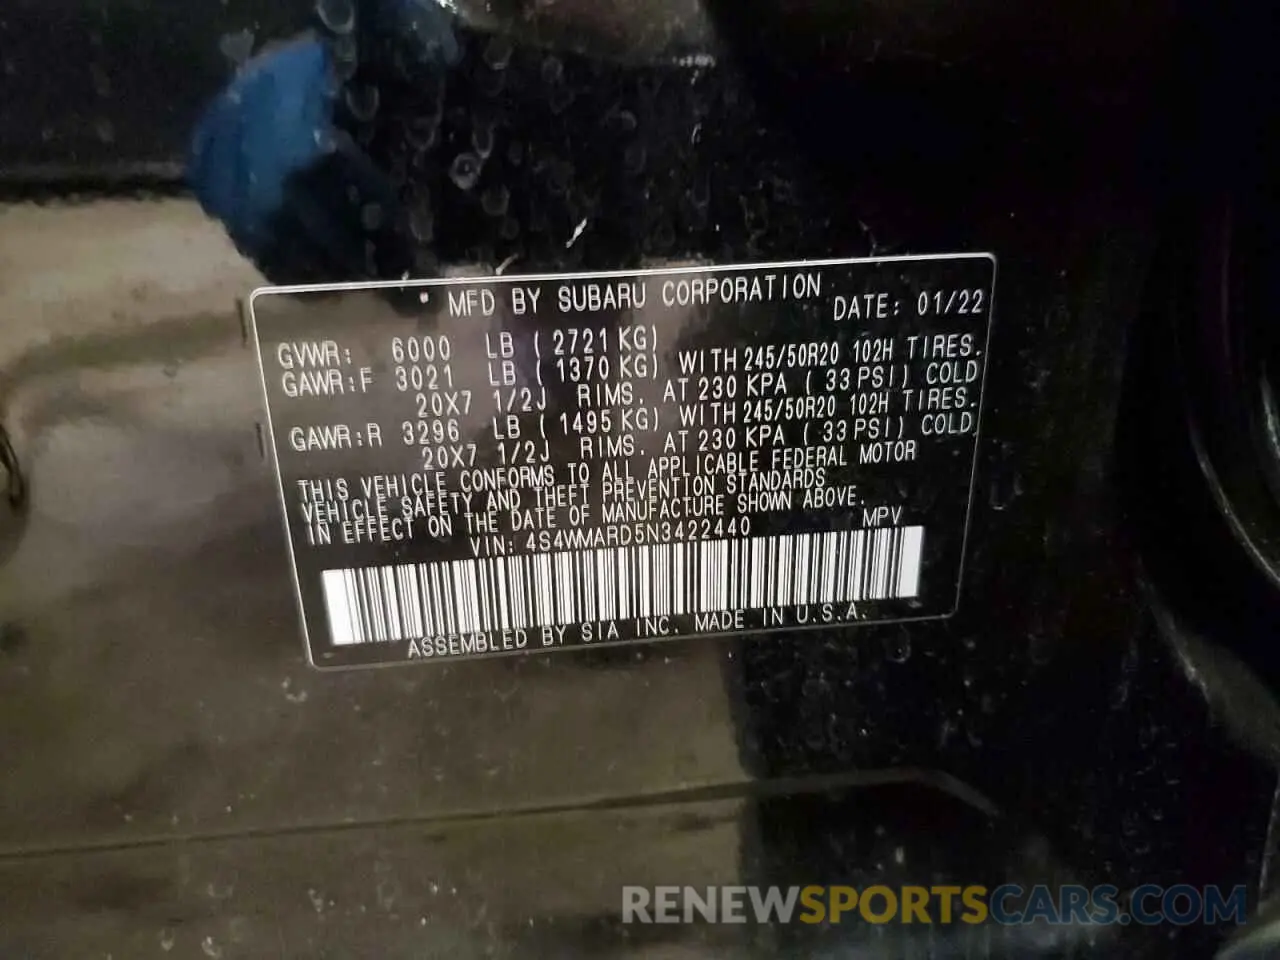 MFD BY SUBARU CORPORATION
DATE: 01/22
GVWR: 6000 LB ( 2721 KG)
GAWR:F 3021 LB ( 1370 KG) WITH 245/50R20 102H TIRES.
20X7 1/2J RIMS. AT 230 KPA ( 33 PSI) COLD
GAWR:R 3296 LB ( 1495 KG) WITH 245/50R20 102H TIRES.
20X7 1/2J RIMS. AT 230 KPA ( 33 PSI) COLD
THIS VEHICLE CONFORMS TO ALL APPLICABLE FEDERAL MOTOR
VEHICLE SAFETY AND THEFT PREVENTION STANDARDS
IN EFFECT ON THE DATE OF MANUFACTURE SHOWN ABOVE.
VIN: 4S4WMARD5N3422440 MPV
ASSEMBLED BY SIA INC. MADE IN U.S.A.
RENEWSPORTSCARS.COM